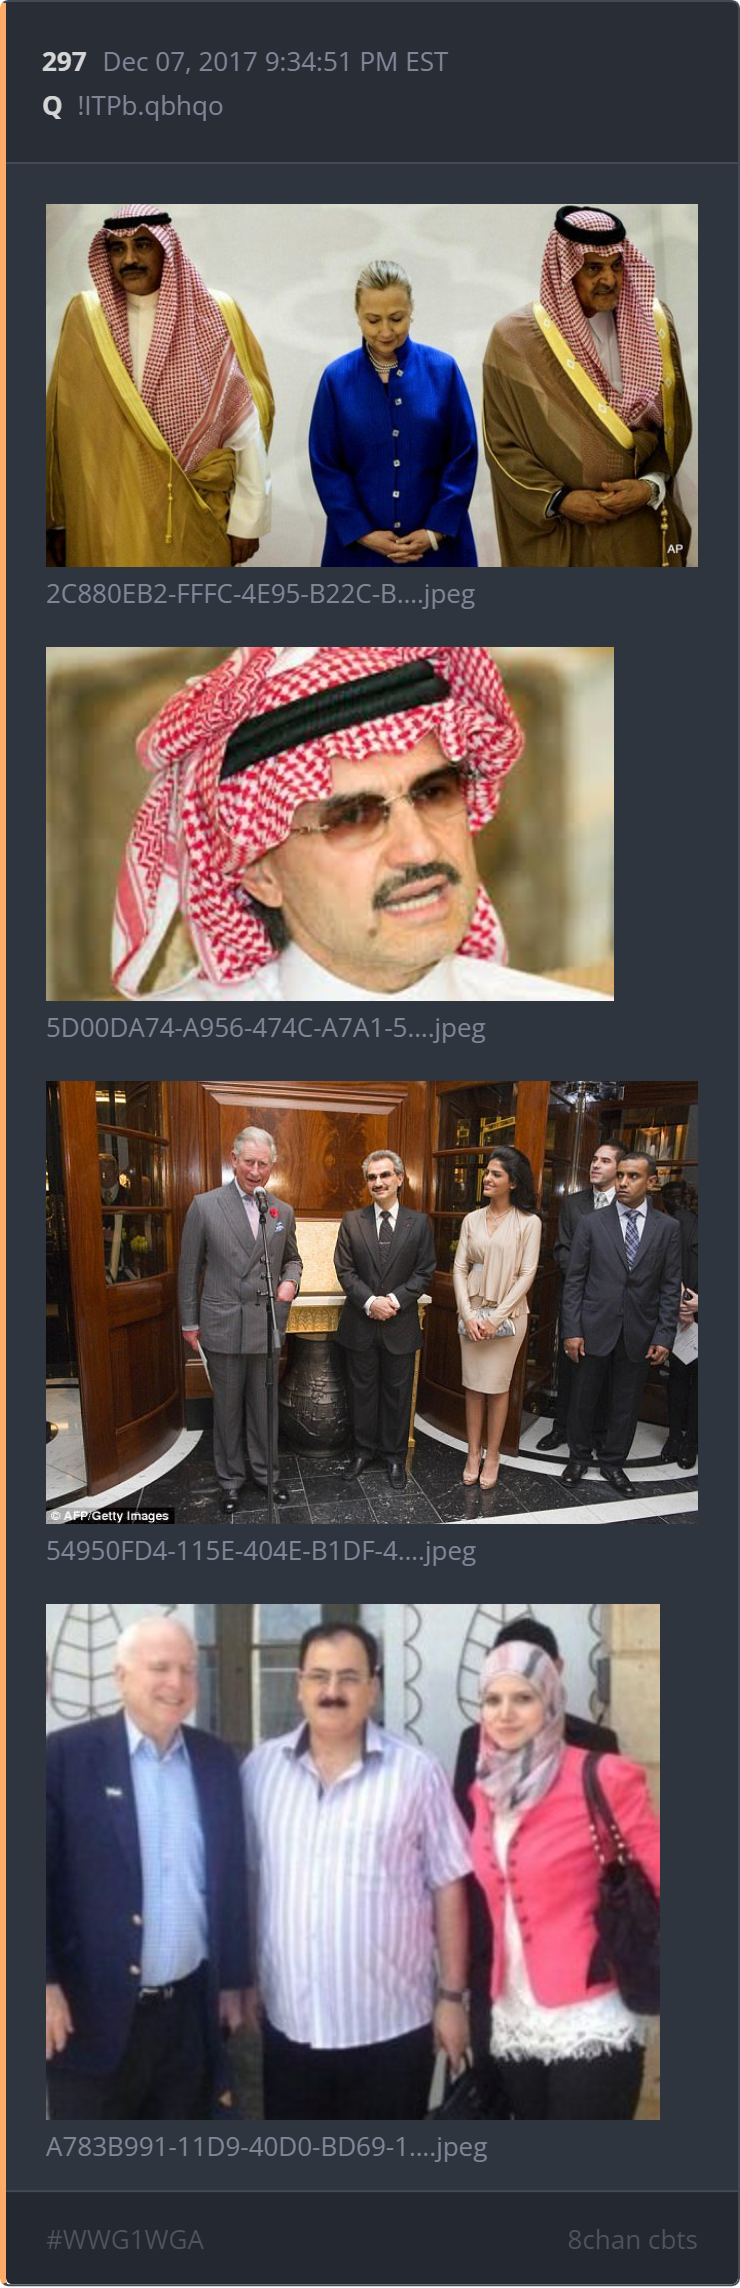 297 Dec 07, 2017 9:34:51 PM EST
Q !ITPb.qbhqo
AP
2C880EB2-FFFC-4E95-B22C-B....jpeg
5D00DA74-A956-474C-A7A1-5....jpeg
© AFP/Getty Images
54950FD4-115E-404E-B1DF-4....jpeg
A783B991-11D9-40D0-BD69-1....jpeg
#WWG1WGA 8chan cbts